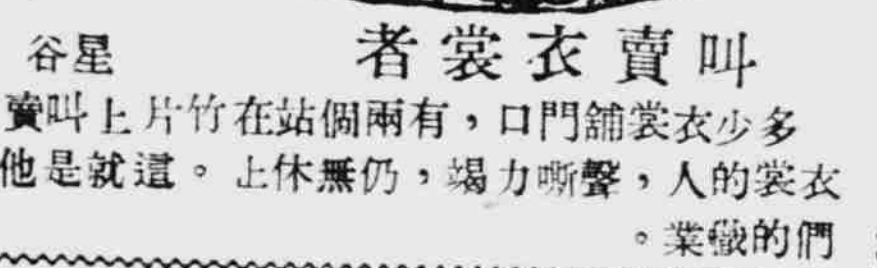 叫賣衣裳者
星谷
多少衣裳舖門口，有兩個站在竹片上叫賣
衣裳的人，聲嘶力竭，仍無休止。這就是他
們的職業。